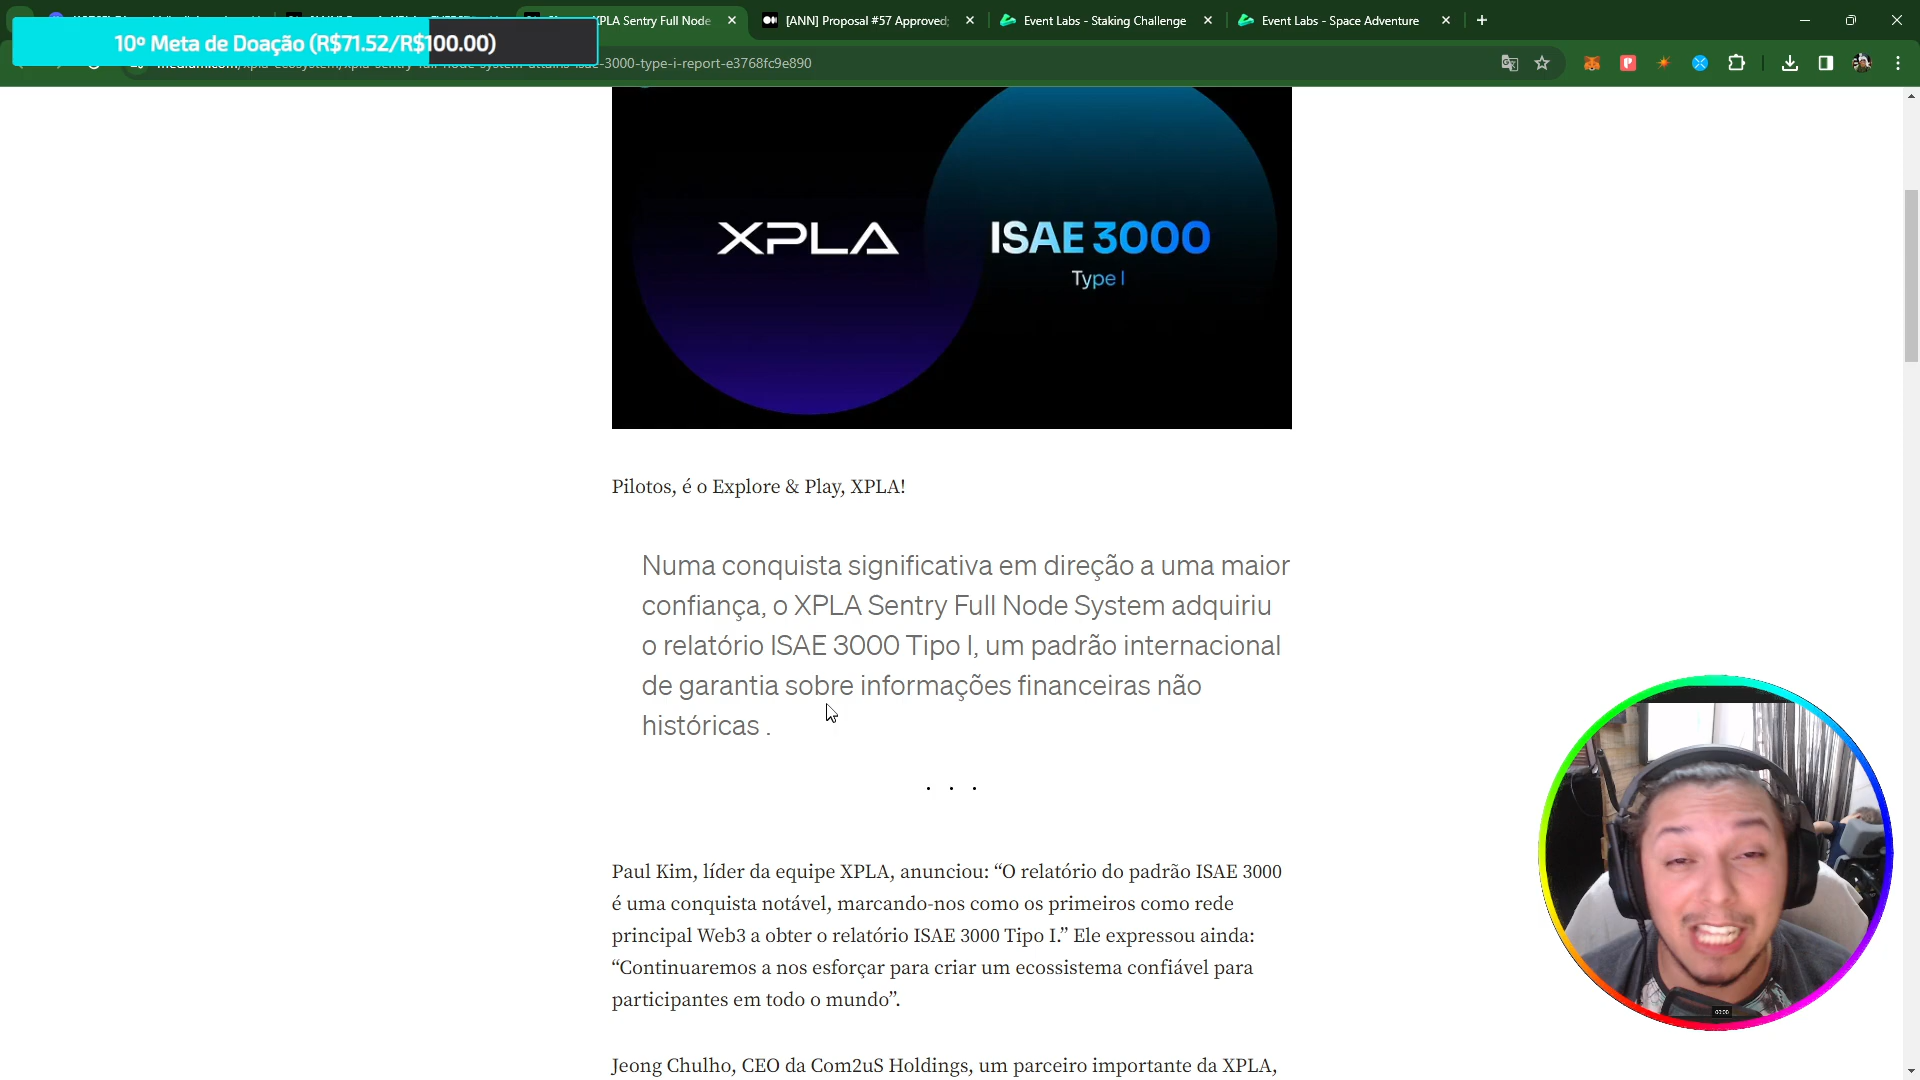 XPLA Sentry Full Node
[ANN] Proposal #57 Approved;
Event Labs - Staking Challenge
Event Labs - Space Adventure
10º Meta de Doação (R$71.52/R$100.00)
-3000-type-i-report-e3768fc9e890
XPLA
ISAE 3000
Type I
Pilotos, é o Explore & Play, XPLA!
Numa conquista significativa em direção a uma maior
confiança, o XPLA Sentry Full Node System adquiriu
o relatório ISAE 3000 Tipo I, um padrão internacional
de garantia sobre informações financeiras não
históricas .
. . .
Paul Kim, líder da equipe XPLA, anunciou: “O relatório do padrão ISAE 3000
é uma conquista notável, marcando-nos como os primeiros como rede
principal Web3 a obter o relatório ISAE 3000 Tipo I.” Ele expressou ainda:
“Continuaremos a nos esforçar para criar um ecossistema confiável para
participantes em todo o mundo”.
00:00
Jeong Chulho, CEO da Com2uS Holdings, um parceiro importante da XPLA,